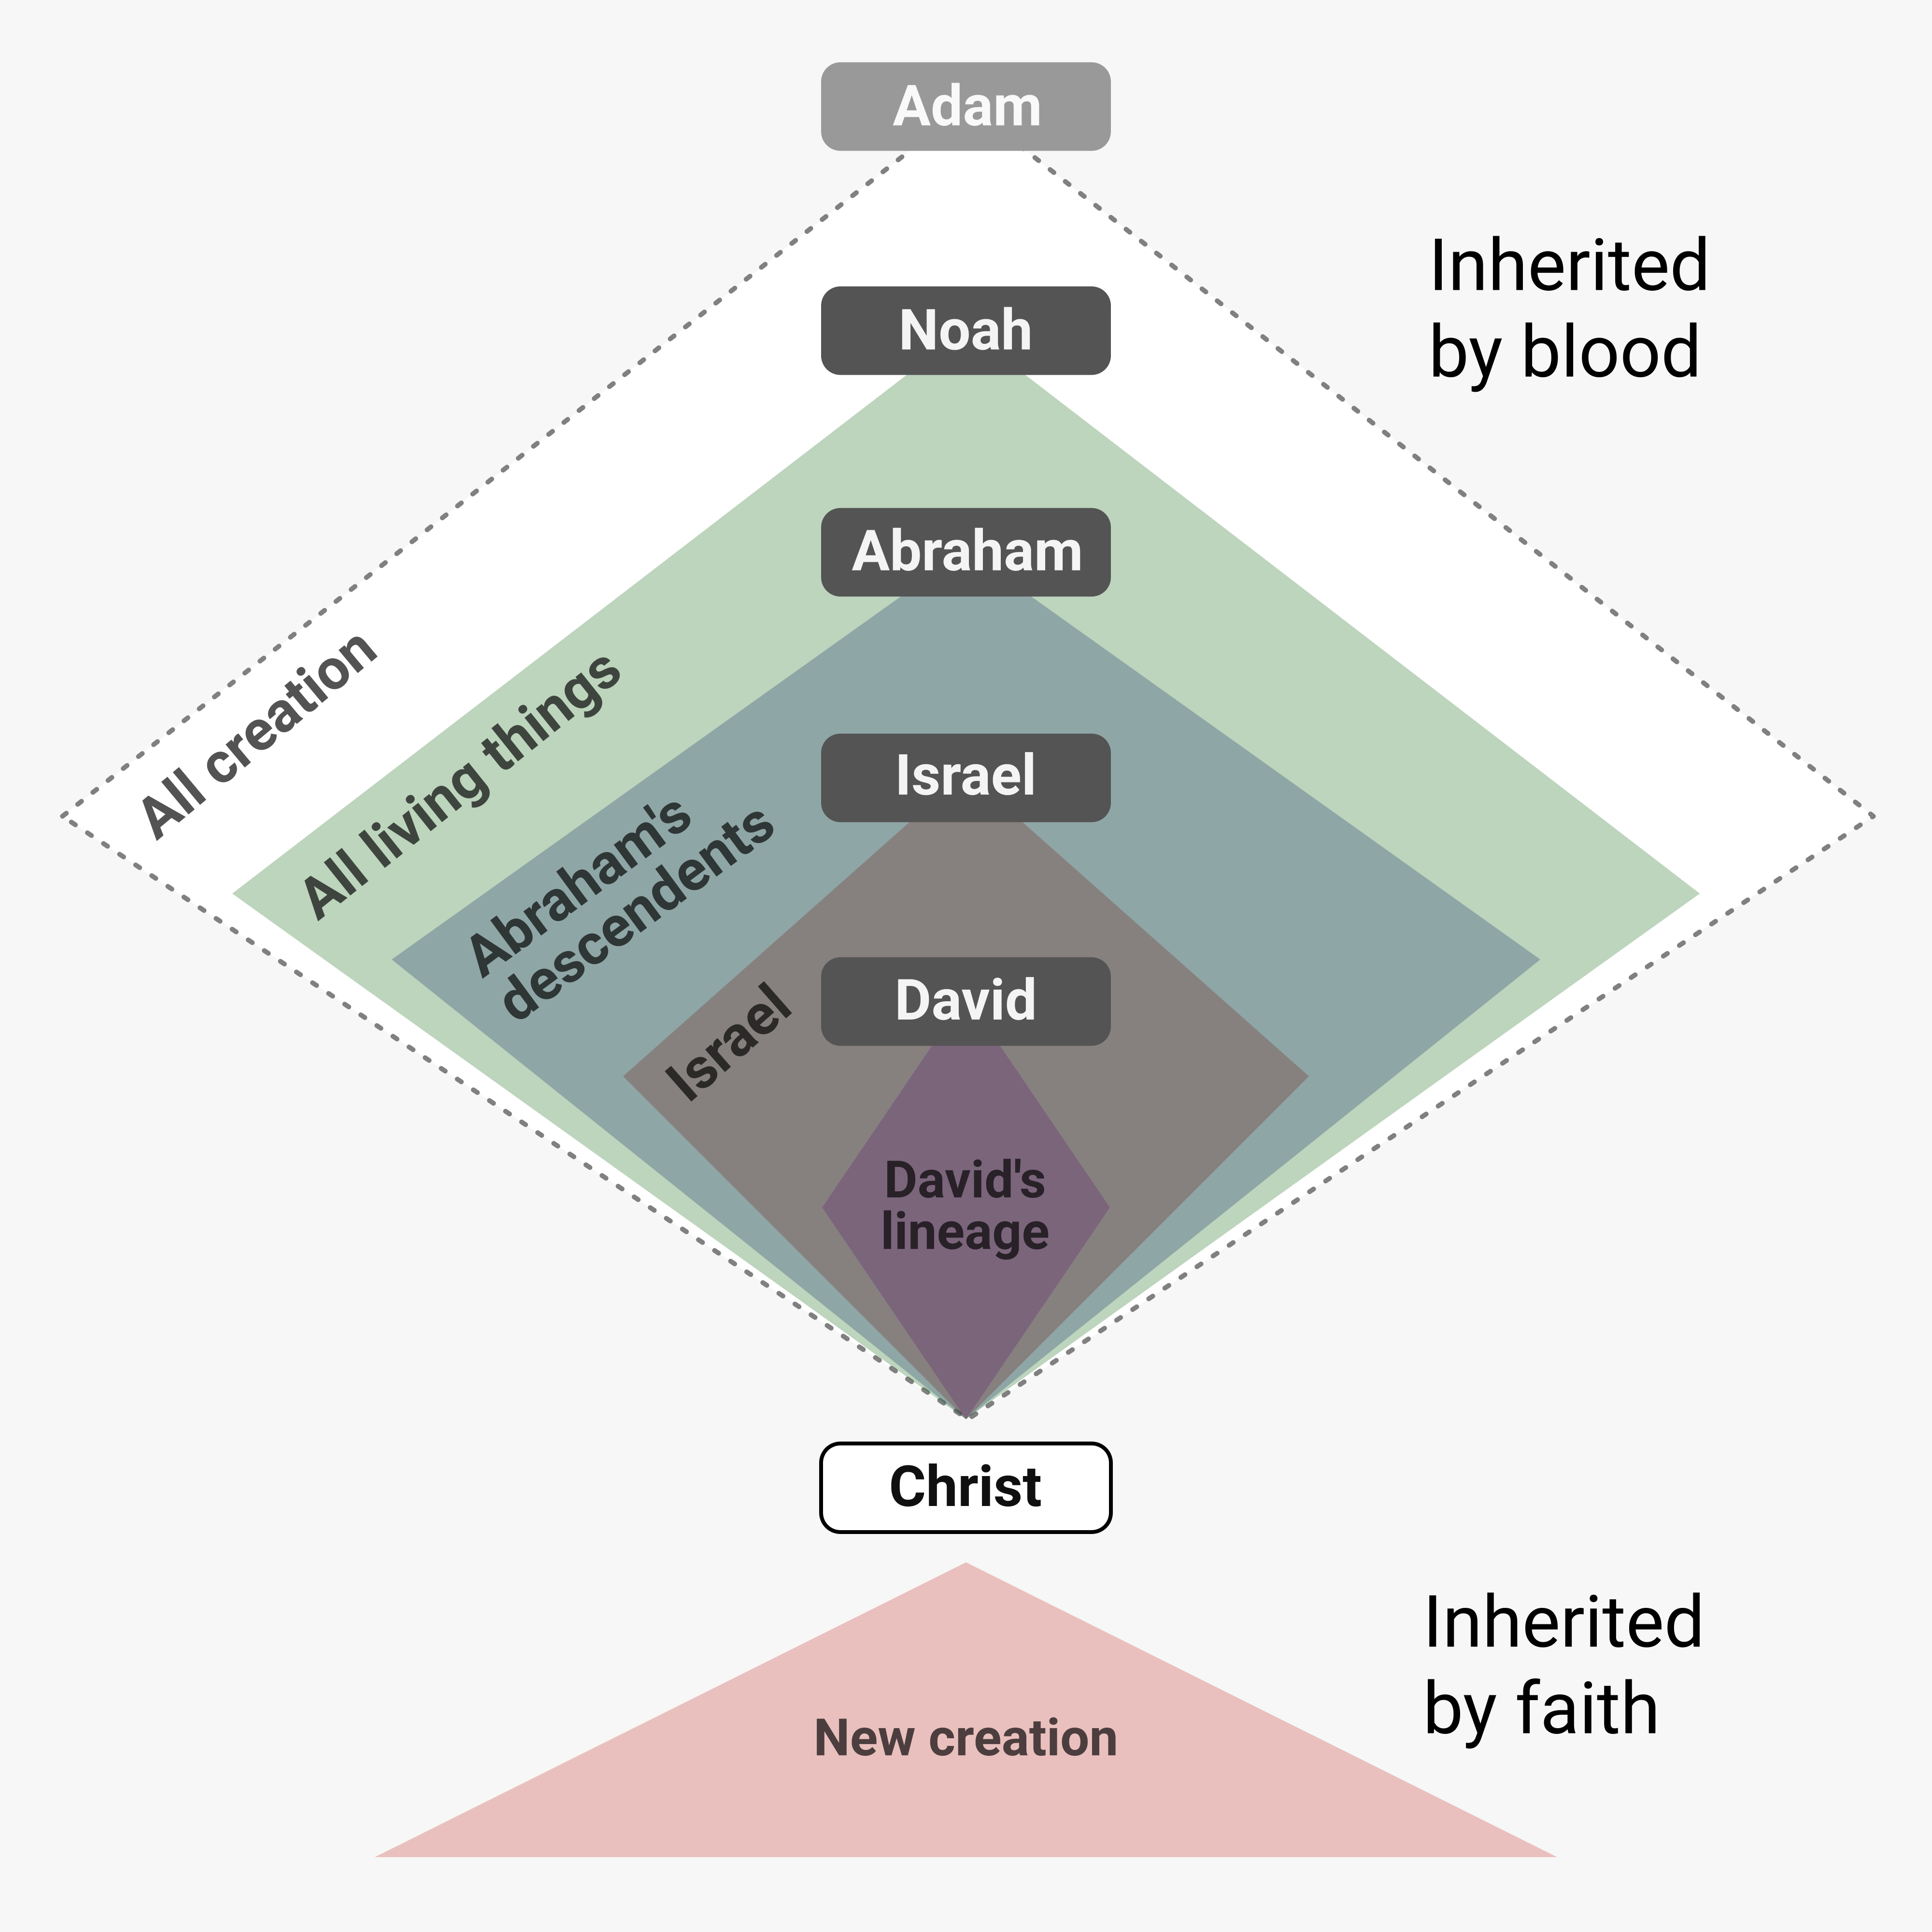 Adam
Inherited
by blood
Noah
Abraham
All creation
All living things
Israel
Abraham's
descendents
David
Israel
David's
lineage
Christ
Inherited
by faith
New creation